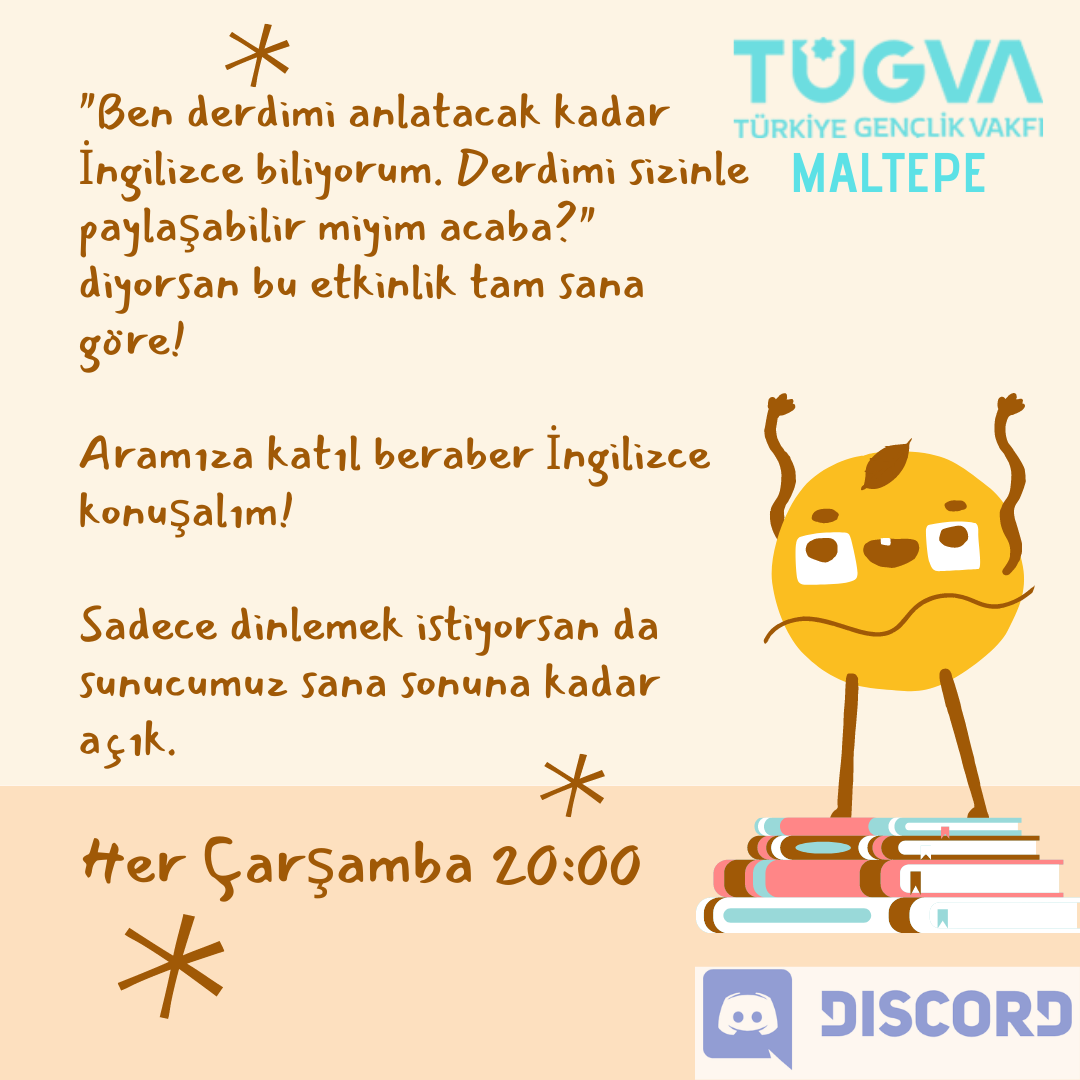 "Ben derdimi anlatacak kadar
İngilizce biliyorum. Derdimi sizinle
paylaşabilir miyim acaba?"
diyorsan bu etkinlik tam sana
göre!
Aramıza katıl beraber İngilizce
konuşalım!
Sadece dinlemek istiyorsan da
sunucumuz sana sonuna kadar
açık.
Her Çarşamba 20:00
TÜGVA
TÜRKİYE GENÇLİK VAKFI
MALTEPE
DISCORD